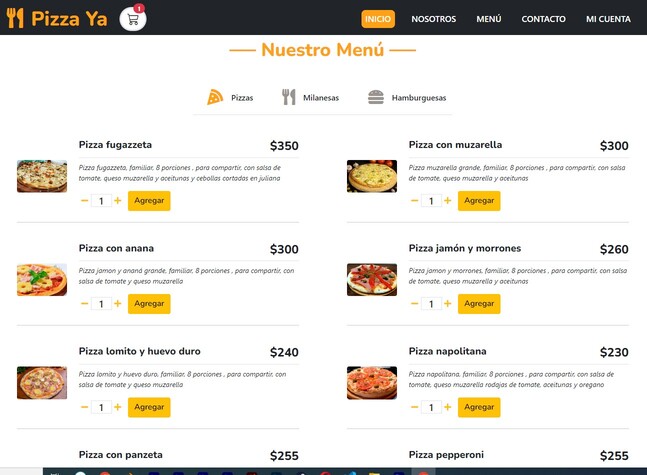 Pizza Ya
1
INICIO
NOSOTROS
MENÚ
CONTACTO
MI CUENTA
Nuestro Menú
Pizzas
Milanesas
Hamburguesas
Pizza fugazzeta
$350
Pizza fugazzeta, familiar, 8 porciones , para compartir, con salsa de
tomate, queso muzarella y aceitunas y cebollas cortadas en juliana
− 1 +
Agregar
Pizza con muzarella
$300
Pizza muzarella grande, familiar, 8 porciones , para compartir, con salsa
de tomate, queso muzarella y aceitunas
− 1 +
Agregar
Pizza con anana
$300
Pizza jamon y ananá grande, familiar, 8 porciones , para compartir, con
salsa de tomate y queso muzarella
− 1 +
Agregar
Pizza jamón y morrones
$260
Pizza jamon y morrones, familiar, 8 porciones , para compartir, con salsa
de tomate, queso muzarella y aceitunas
− 1 +
Agregar
Pizza lomito y huevo duro
$240
Pizza lomito y huevo duro, familiar, 8 porciones , para compartir, con
salsa de tomate y queso muzarella
− 1 +
Agregar
Pizza napolitana
$230
Pizza napolitana, familiar, 8 porciones , para compartir, con salsa de
tomate, queso muzarella rodajas de tomate, aceitunas y oregano
− 1 +
Agregar
Pizza con panzeta
$255
Pizza pepperoni
$255